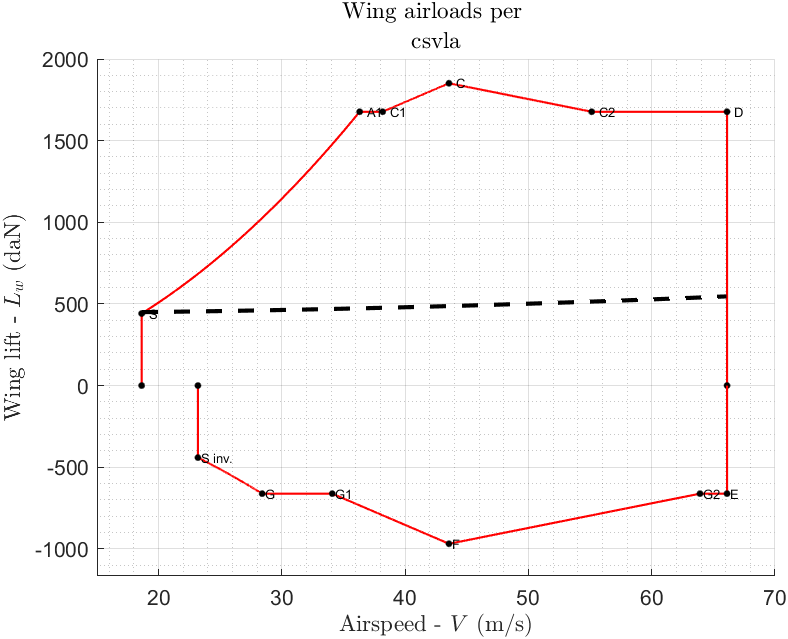 Wing airloads per
csvla
2000
1500
1000
500
0
-500
-1000
Wing lift - L_w (daN)
C
A1
C1
C2
D
S
S inv.
G
G1
G2
E
F
20
30
40
50
60
70
Airspeed - V (m/s)